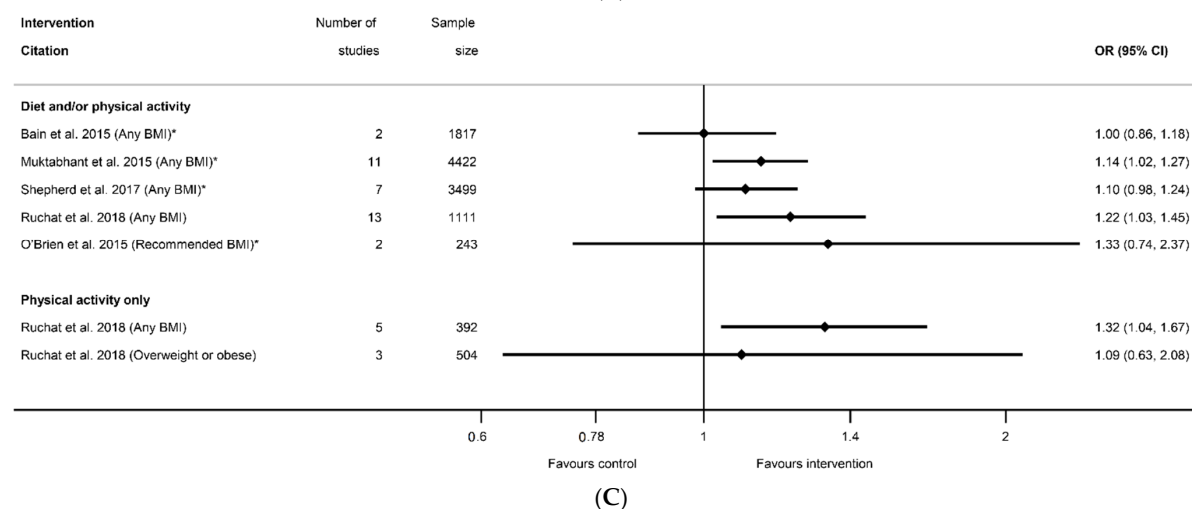 Intervention Number of Sample
Citation studies size OR (95% CI)
Diet and/or physical activity
Bain et al. 2015 (Any BMI)* 2 1817 1.00 (0.86, 1.18)
Muktabhant et al. 2015 (Any BMI)* 11 4422 1.14 (1.02, 1.27)
Shepherd et al. 2017 (Any BMI)* 7 3499 1.10 (0.98, 1.24)
Ruchat et al. 2018 (Any BMI) 13 1111 1.22 (1.03, 1.45)
O'Brien et al. 2015 (Recommended BMI)* 2 243 1.33 (0.74, 2.37)
Physical activity only
Ruchat et al. 2018 (Any BMI) 5 392 1.32 (1.04, 1.67)
Ruchat et al. 2018 (Overweight or obese) 3 504 1.09 (0.63, 2.08)
0.6 0.78 1 1.4 2
Favours control Favours intervention
(C)